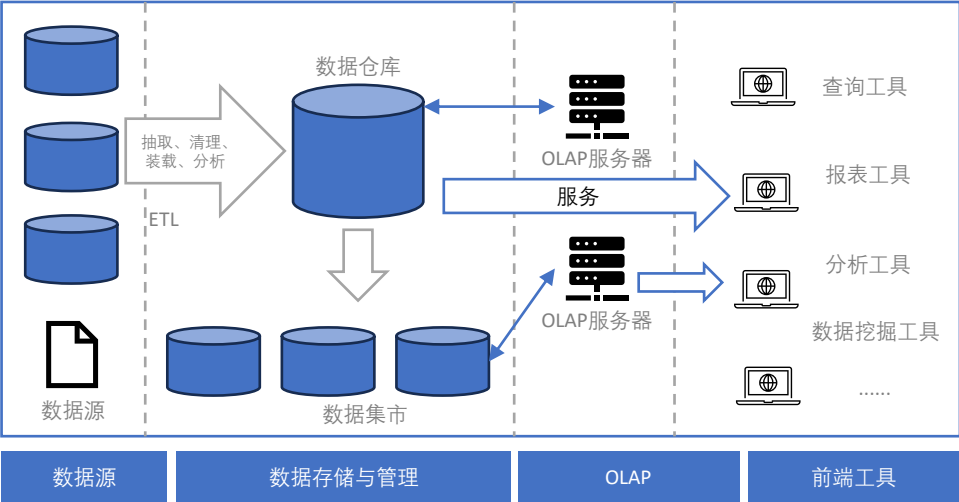 数据仓库
抽取、清理、
装载、分析
ETL
数据源
数据集市
OLAP服务器
服务
OLAP服务器
查询工具
报表工具
分析工具
数据挖掘工具
......
数据源
数据存储与管理
OLAP
前端工具